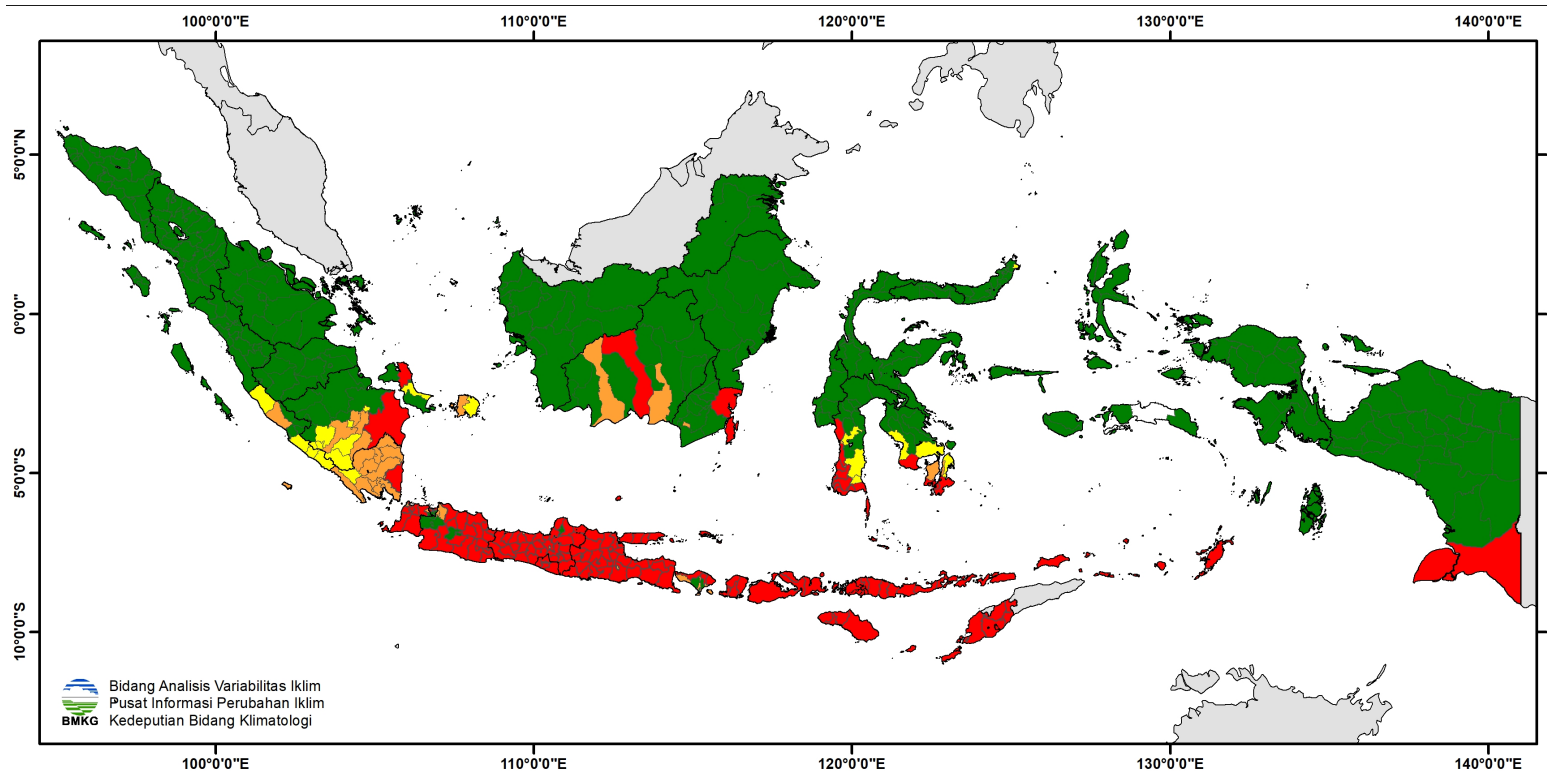 100°0'0"E 110°0'0"E 120°0'0"E 130°0'0"E 140°0'0"E
5°0'0"N
0°0'0"
5°0'0"S
10°0'0"S
Bidang Analisis Variabilitas Iklim
Pusat Informasi Perubahan Iklim
BMKG Kedeputian Bidang Klimatologi
100°0'0"E 110°0'0"E 120°0'0"E 130°0'0"E 140°0'0"E